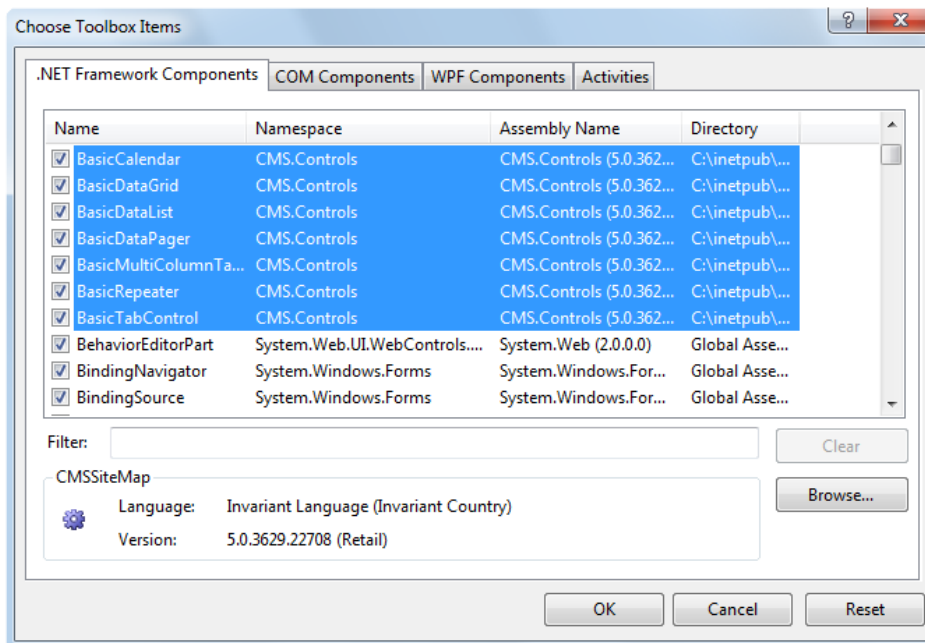 Choose Toolbox Items
.NET Framework Components COM Components WPF Components Activities
Name Namespace Assembly Name Directory
BasicCalendar CMS.Controls CMS.Controls (5.0.362... C:\inetpub\...
BasicDataGrid CMS.Controls CMS.Controls (5.0.362... C:\inetpub\...
BasicDataList CMS.Controls CMS.Controls (5.0.362... C:\inetpub\...
BasicDataPager CMS.Controls CMS.Controls (5.0.362... C:\inetpub\...
BasicMultiColumnTa... CMS.Controls CMS.Controls (5.0.362... C:\inetpub\...
BasicRepeater CMS.Controls CMS.Controls (5.0.362... C:\inetpub\...
BasicTabControl CMS.Controls CMS.Controls (5.0.362... C:\inetpub\...
BehaviorEditorPart System.Web.UI.WebControls.... System.Web (2.0.0.0) Global Asse...
BindingNavigator System.Windows.Forms System.Windows.For... Global Asse...
BindingSource System.Windows.Forms System.Windows.For... Global Asse...
Filter: Clear
CMSSiteMap
Browse...
Language: Invariant Language (Invariant Country)
Version: 5.0.3629.22708 (Retail)
OK Cancel Reset